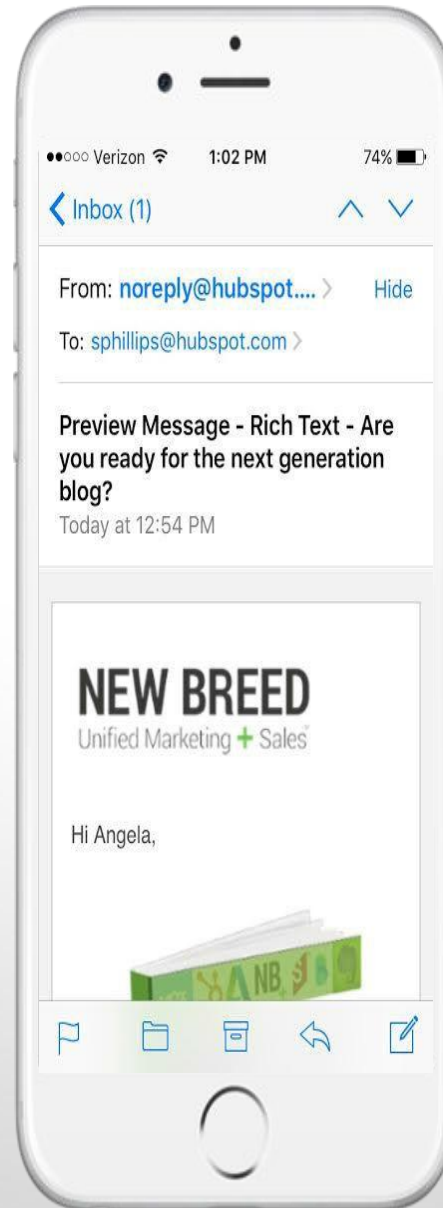 ●●○○○ Verizon 1:02 PM 74%
Inbox (1)
From: noreply@hubspot.... Hide
To: sphillips@hubspot.com
Preview Message - Rich Text - Are
you ready for the next generation
blog?
Today at 12:54 PM
NEW BREED
Unified Marketing + Sales
Hi Angela,
NB